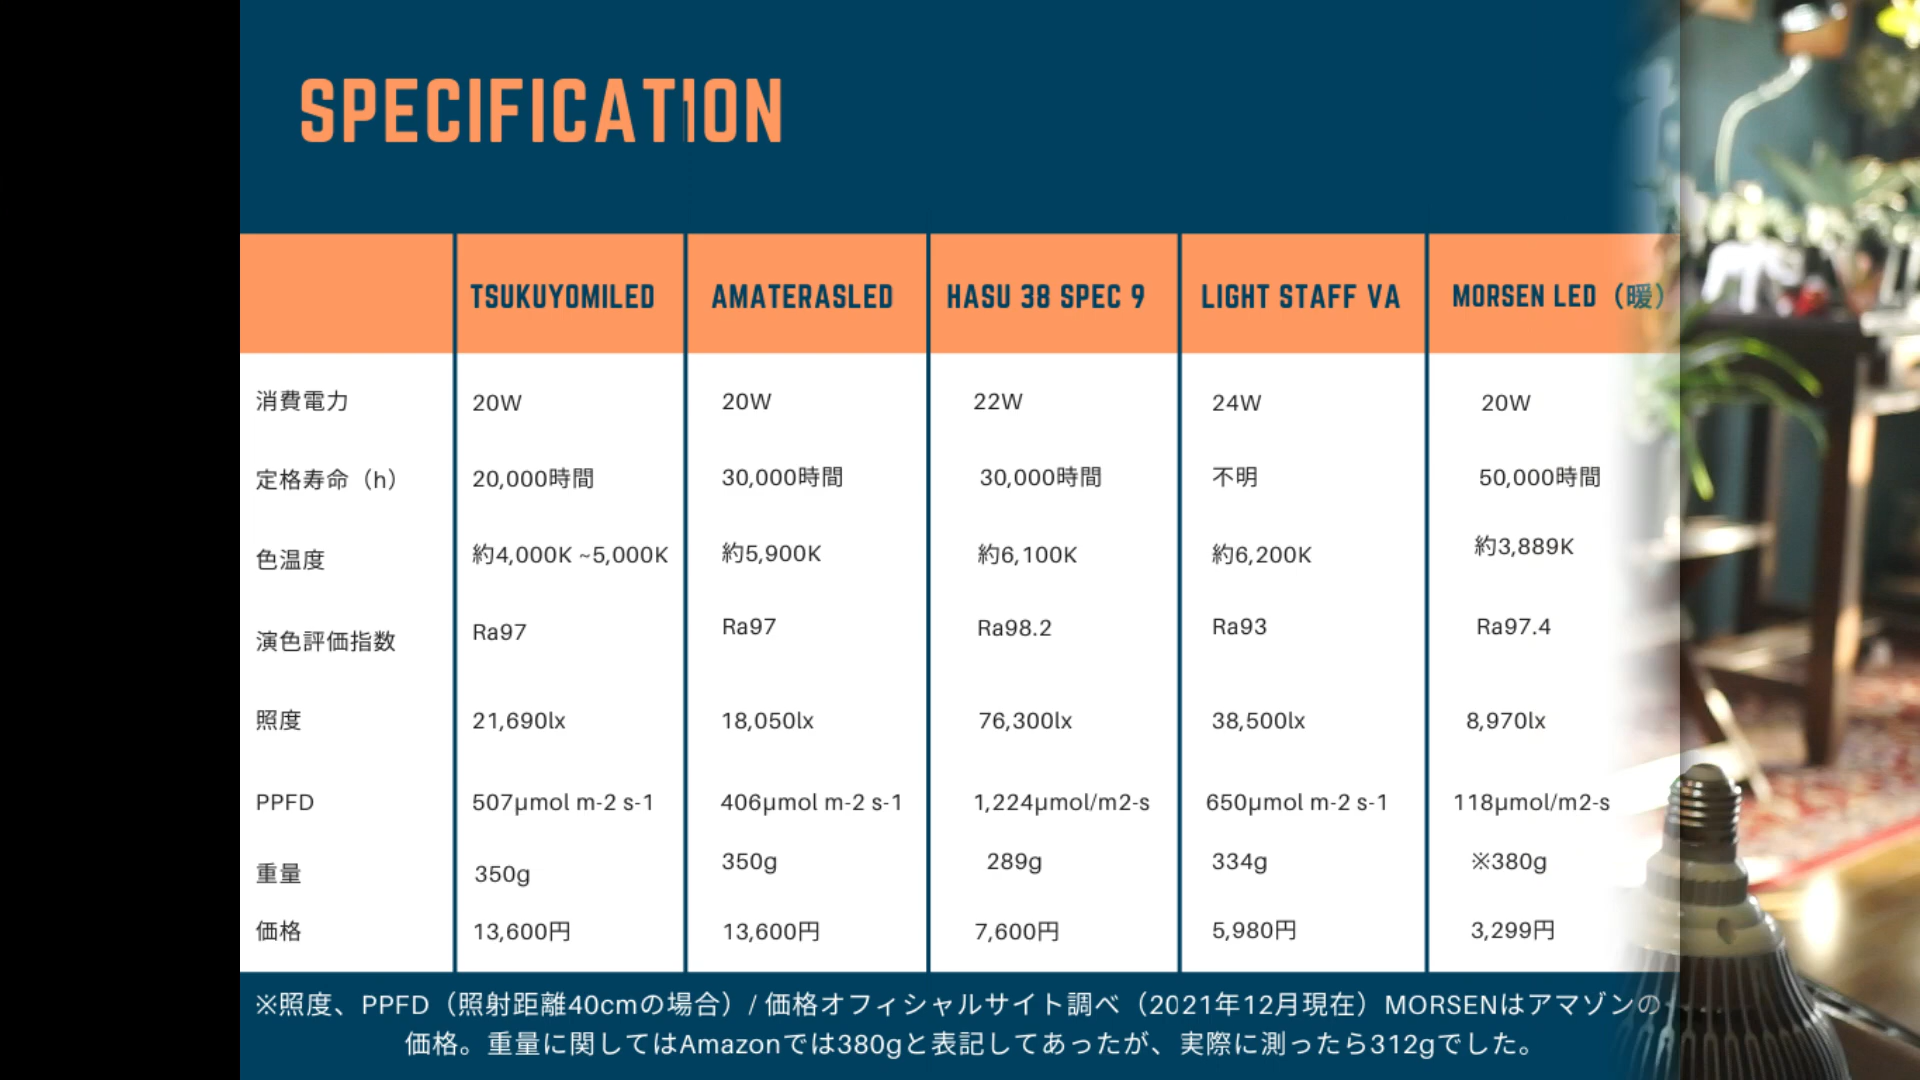 SPECIFICATION
TSUKUYOMILED AMATERASLED HASU 38 SPEC 9 LIGHT STAFF VA MORSEN LED（暖）
消費電力 20W 20W 22W 24W 20W
定格寿命（h） 20,000時間 30,000時間 30,000時間 不明 50,000時間
色温度 約4,000K ~5,000K 約5,900K 約6,100K 約6,200K 約3,889K
演色評価指数 Ra97 Ra97 Ra98.2 Ra93 Ra97.4
照度 21,690lx 18,050lx 76,300lx 38,500lx 8,970lx
PPFD 507μmol m-2 s-1 406μmol m-2 s-1 1,224μmol/m2-s 650μmol m-2 s-1 118μmol/m2-s
重量 350g 350g 289g 334g ※380g
価格 13,600円 13,600円 7,600円 5,980円 3,299円
※照度、PPFD（照射距離40cmの場合）/ 価格オフィシャルサイト調べ（2021年12月現在）MORSENはアマゾンの
価格。重量に関してはAmazonでは380gと表記してあったが、実際に測ったら312gでした。